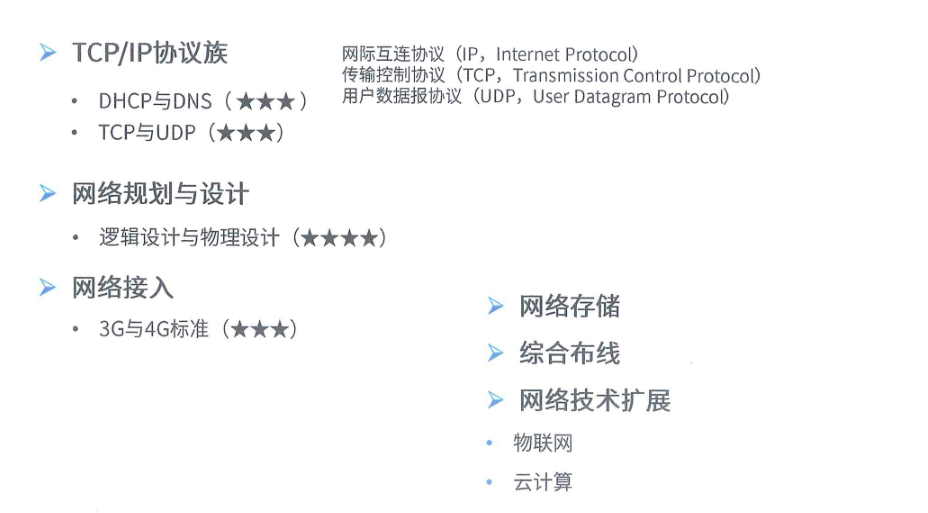 TCP/IP协议族
网际互连协议（IP，Internet Protocol）
传输控制协议（TCP，Transmission Control Protocol）
用户数据报协议（UDP，User Datagram Protocol）
DHCP与DNS（★★★）
TCP与UDP（★★★）
网络规划与设计
逻辑设计与物理设计（★★★★）
网络接入
3G与4G标准（★★★）
网络存储
综合布线
网络技术扩展
物联网
云计算